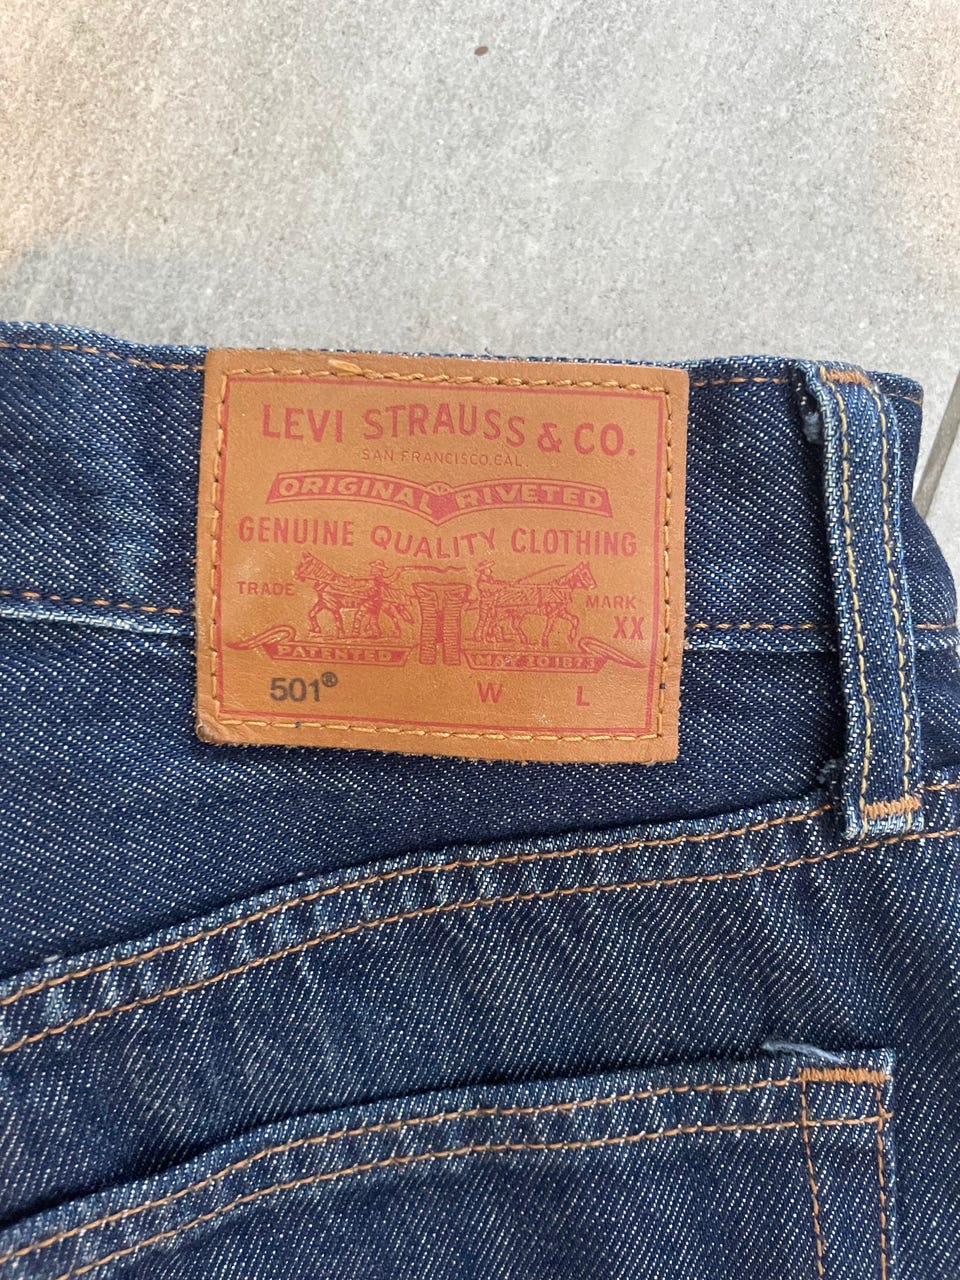 LEVI STRAUSS & CO.
SAN FRANCISCO, CAL.
ORIGINAL RIVETED
GENUINE QUALITY CLOTHING
TRADE MARK
XX
PATENTED MAY 20 1873
501® W L